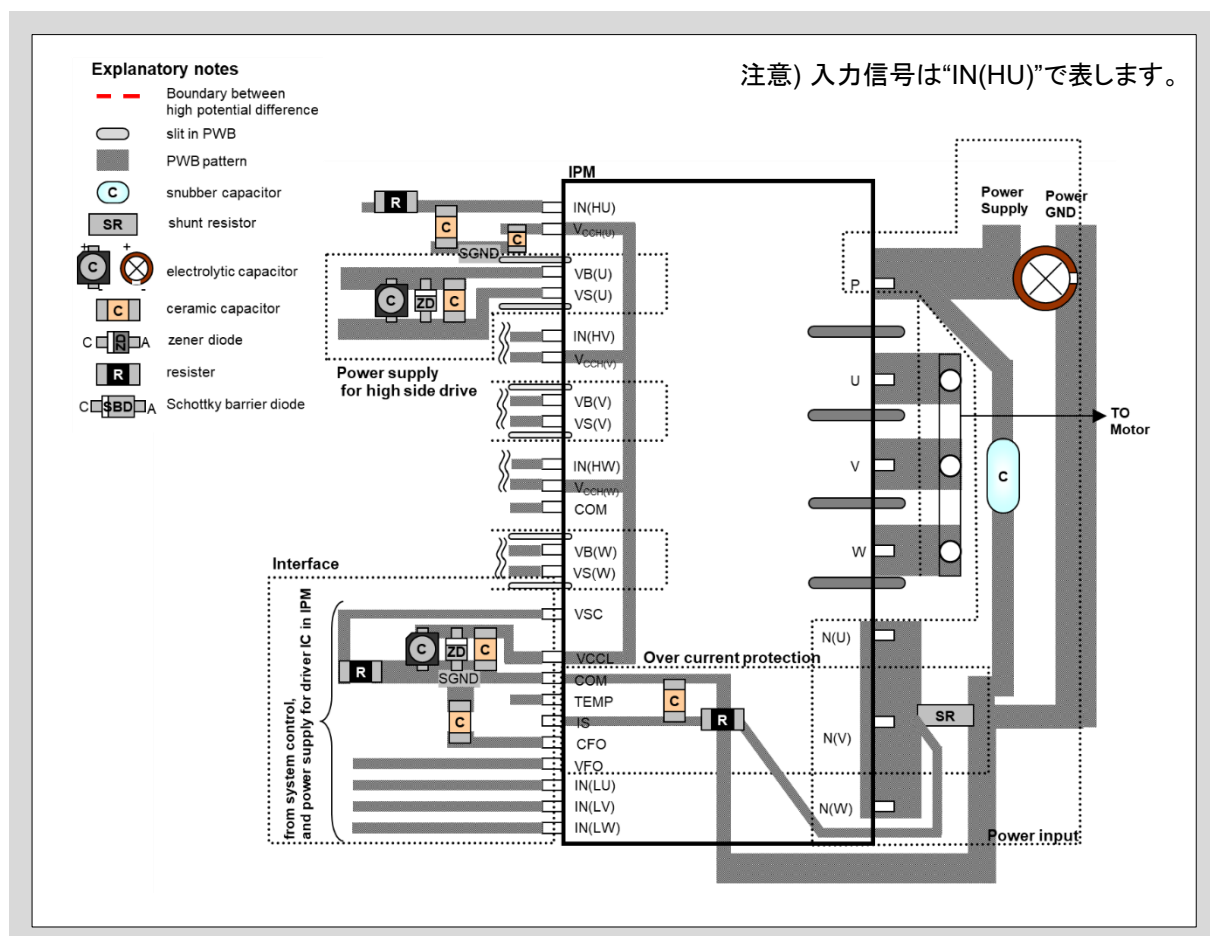 注意) 入力信号は“IN(HU)”で表します。
Explanatory notes
Boundary between
high potential difference
slit in PWB
PWB pattern
C
snubber capacitor
SR
shunt resistor
+ +
C
- -
electrolytic capacitor
C
ceramic capacitor
C ZD A
zener diode
R
resister
C SBD A
Schottky barrier diode
IPM
R
C
C
SGND
IN(HU)
VCCH(U)
VB(U)
VS(U)
C ZD C
Power supply
for high side drive
IN(HV)
VCCH(V)
VB(V)
VS(V)
IN(HW)
VCCH(W)
COM
VB(W)
VS(W)
Interface
from system control,
and power supply for driver IC in IPM
VSC
C ZD C
VCCL
R
SGND
COM
TEMP
C
IS
CFO
VFO
IN(LU)
IN(LV)
IN(LW)
Over current protection
C
R
Power
Supply
Power
GND
P
U
V
W
TO
Motor
C
N(U)
SR
N(V)
N(W)
Power input